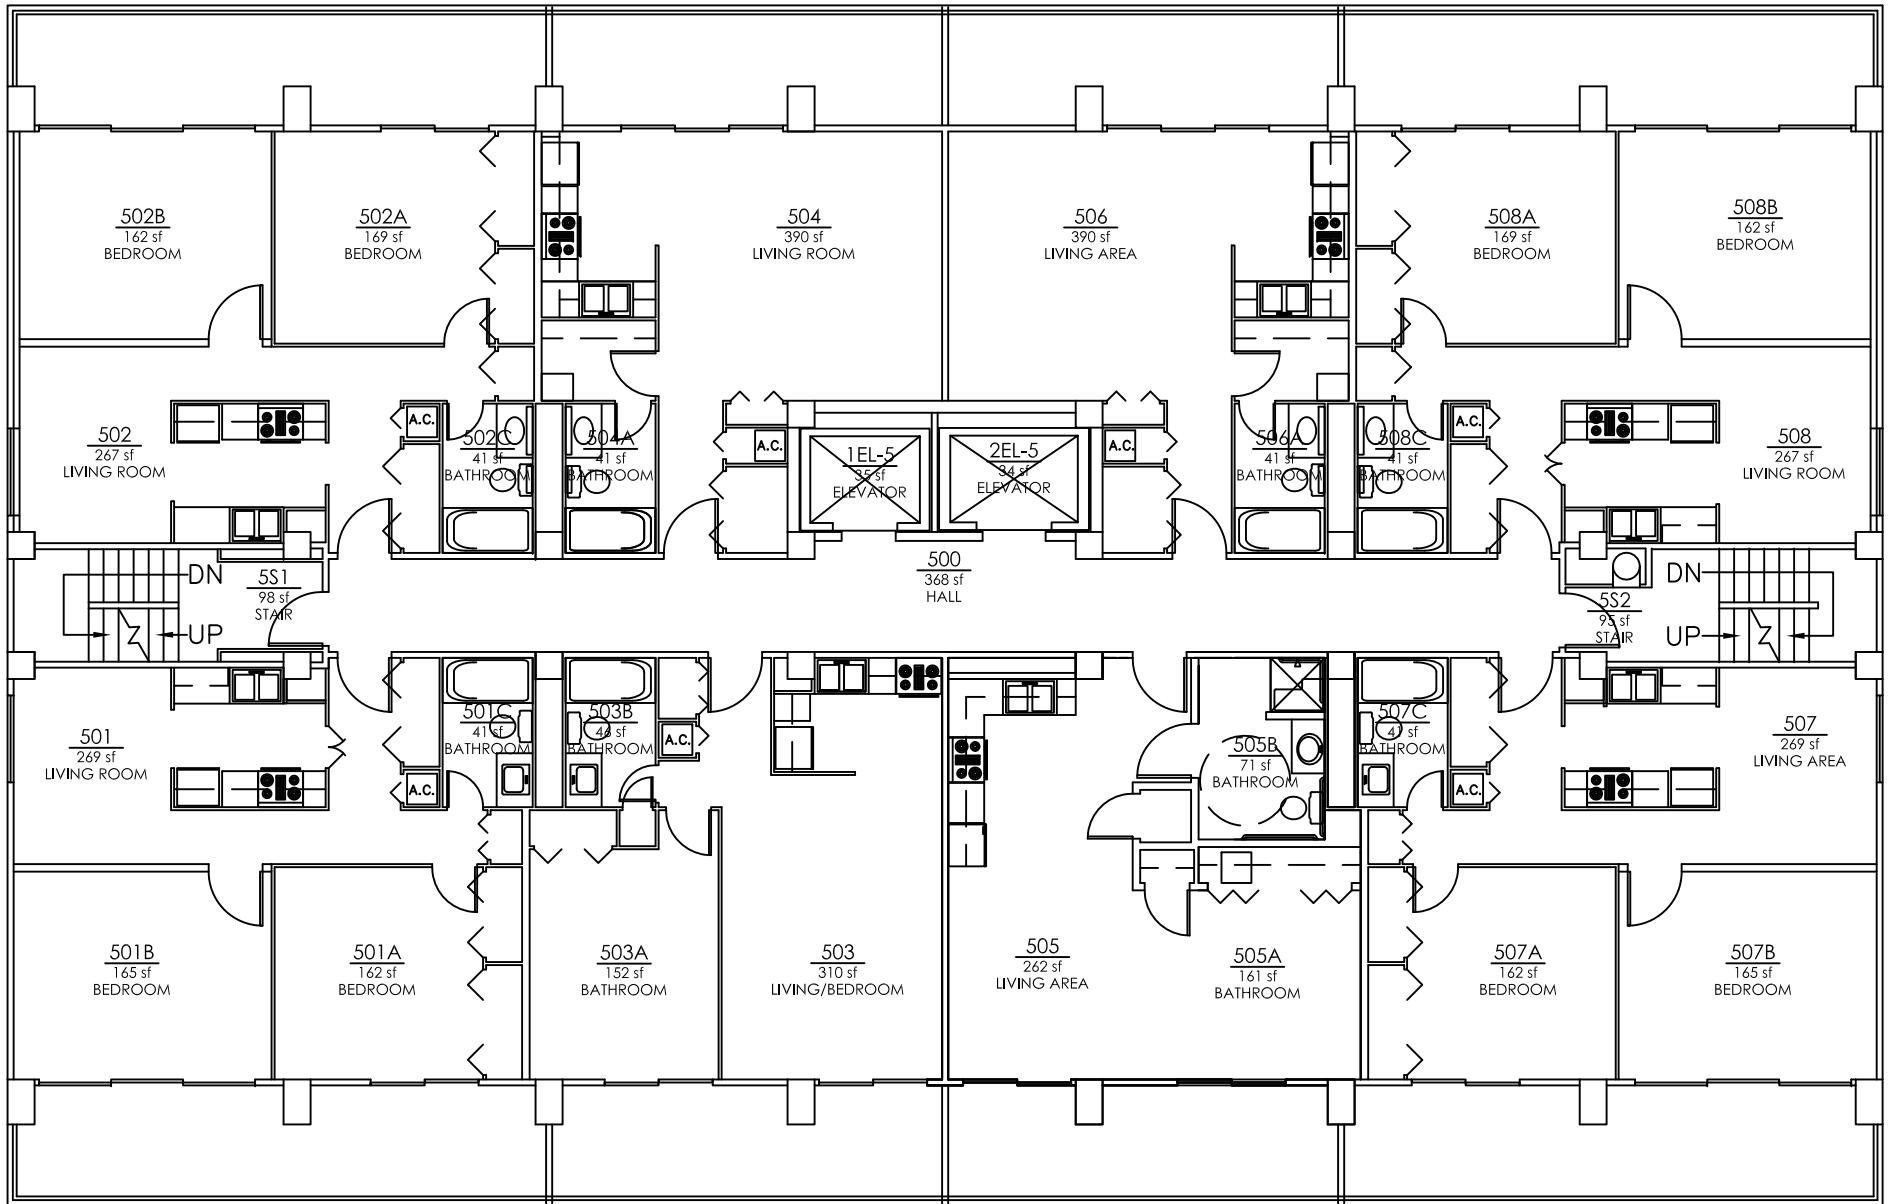 502B
162 sf
BEDROOM
502A
169 sf
BEDROOM
504
390 sf
LIVING ROOM
506
390 sf
LIVING AREA
508A
169 sf
BEDROOM
508B
162 sf
BEDROOM
502
267 sf
LIVING ROOM
A.C.
502C
41 sf
BATHROOM
504A
41 sf
BATHROOM
A.C.
1EL-5
35 sf
ELEVATOR
2EL-5
34 sf
ELEVATOR
A.C.
506A
41 sf
BATHROOM
508C
41 sf
BATHROOM
A.C.
508
267 sf
LIVING ROOM
DN
UP
5S1
98 sf
STAIR
500
368 sf
HALL
5S2
95 sf
STAIR
DN
UP
501
269 sf
LIVING ROOM
A.C.
501C
41 sf
BATHROOM
503B
46 sf
BATHROOM
A.C.
505B
71 sf
BATHROOM
507C
41 sf
BATHROOM
A.C.
507
269 sf
LIVING AREA
501B
165 sf
BEDROOM
501A
162 sf
BEDROOM
503A
152 sf
BATHROOM
503
310 sf
LIVING/BEDROOM
505
262 sf
LIVING AREA
505A
161 sf
BATHROOM
507A
162 sf
BEDROOM
507B
165 sf
BEDROOM